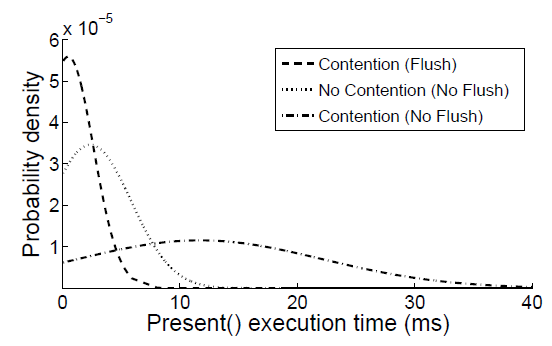 x 10⁻⁵
6
5
4
3
2
1
Probability density
Contention (Flush)
No Contention (No Flush)
Contention (No Flush)
0 10 20 30 40
Present() execution time (ms)